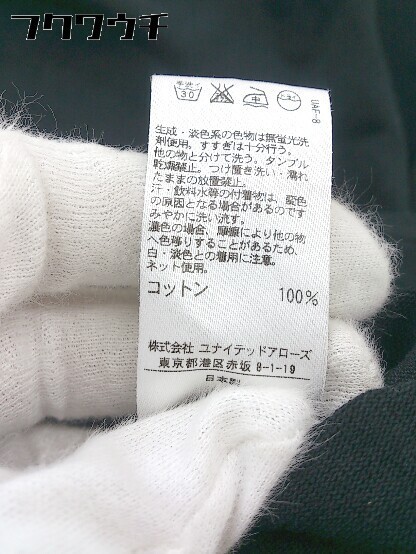 フクワウチ
手洗イ
30
中
UAF-8
生成・淡色系の色物は無蛍光洗
剤使用。すすぎは十分行う。
他の物と分けて洗う。タンブル
乾燥禁止。つけ置き洗い・濡れ
たままの放置禁止。
汗・飲料水等の付着物は、変色
の原因となる場合があるのです
みやかに洗い流す。
濃色の場合、摩擦により他の物
へ色移りすることがあるため、
白・淡色との着用に注意。
ネット使用。
コットン 100%
株式会社 ユナイテッドアローズ
東京都港区赤坂 8-1-19
日本製